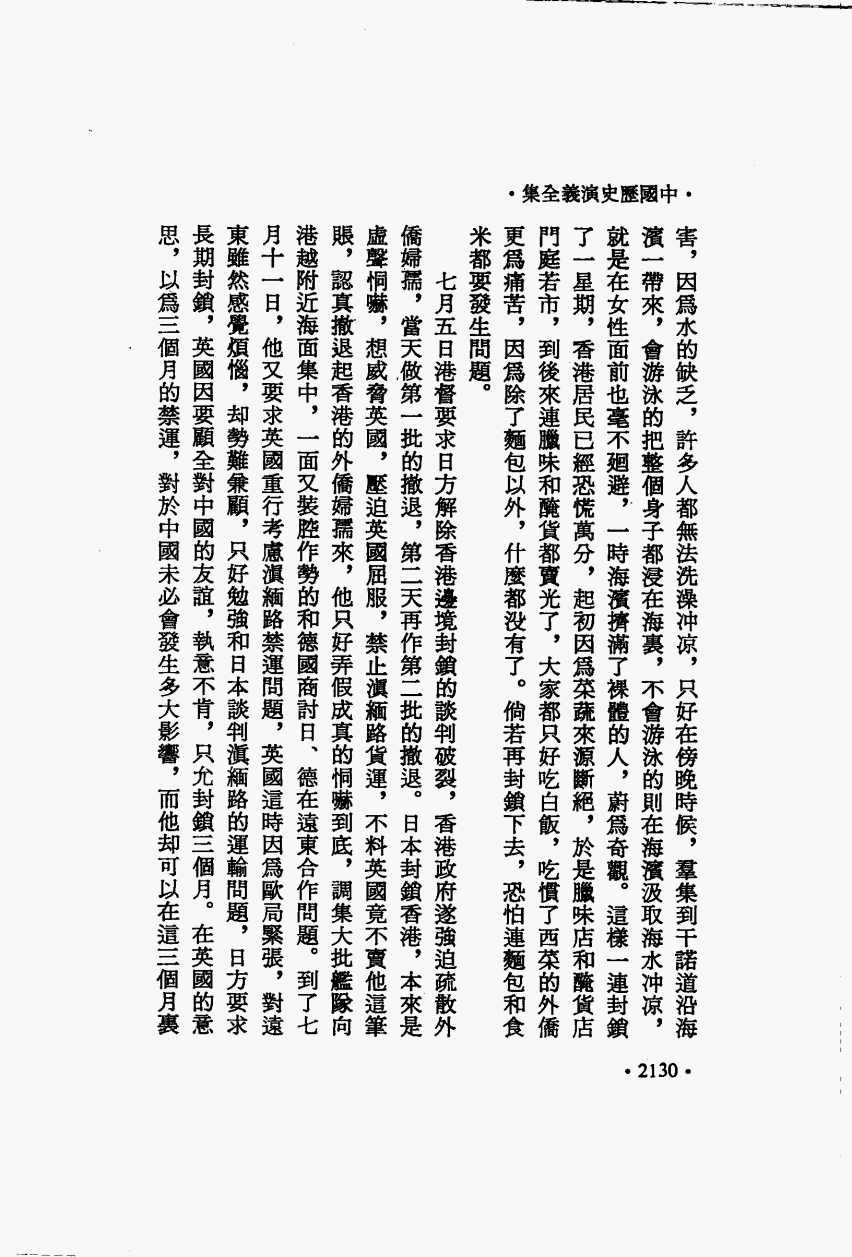 ·中國歷史演義全集·
害，因爲水的缺乏，許多人都無法洗澡冲凉，只好在傍晚時候，羣集到干諾道沿海
濱一帶來，會游泳的把整個身子都浸在海裏，不會游泳的則在海濱汲取海水冲凉，
就是在女性面前也毫不廻避，一時海濱擠滿了裸體的人，蔚爲奇觀。這樣一連封鎖
了一星期，香港居民已經恐慌萬分，起初因爲菜蔬來源斷絕，於是臘味店和醃貨店
門庭若市，到後來連臘味和醃貨都賣光了，大家都只好吃白飯，吃慣了西菜的外僑
更爲痛苦，因爲除了麵包以外，什麼都没有了。倘若再封鎖下去，恐怕連麵包和食
米都要發生問題。
七月五日港督要求日方解除香港邊境封鎖的談判破裂，香港政府遂強迫疏散外
僑婦孺，當天做第一批的撤退，第二天再作第二批的撤退。日本封鎖香港，本來是
虛聲恫嚇，想威脅英國，壓迫英國屈服，禁止滇緬路貨運，不料英國竟不賣他這筆
賬，認真撤退起香港的外僑婦孺來，他只好弄假成真的恫嚇到底，調集大批艦隊向
港越附近海面集中，一面又裝腔作勢的和德國商討日、德在遠東合作問題。到了七
月十一日，他又要求英國重行考慮滇緬路禁運問題，英國這時因爲歐局緊張，對遠
東雖然感覺煩惱，却勢難兼顧，只好勉強和日本談判滇緬路的運輸問題，日方要求
長期封鎖，英國因要顧全對中國的友誼，執意不肯，只允封鎖三個月。在英國的意
思，以爲三個月的禁運，對於中國未必會發生多大影響，而他却可以在這三個月裏
·2130·